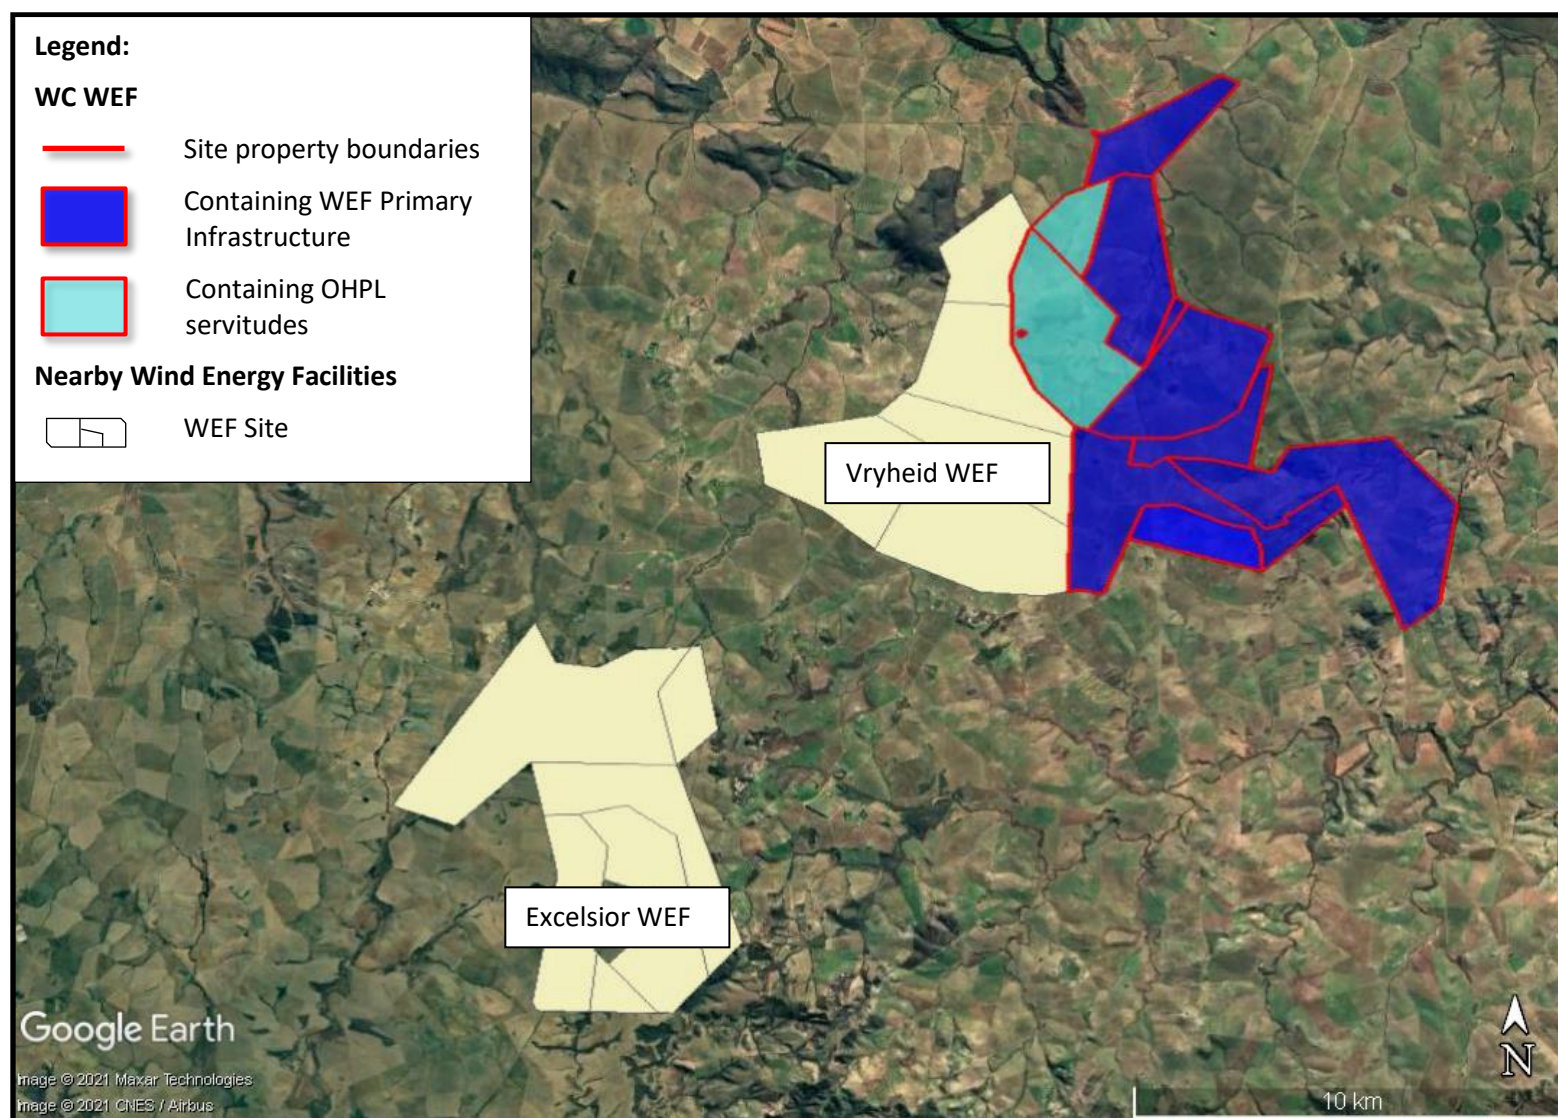 Legend:
WC WEF
Site property boundaries
Containing WEF Primary
Infrastructure
Containing OHPL
servitudes
Nearby Wind Energy Facilities
WEF Site
Vryheid WEF
Excelsior WEF
Google Earth
Image © 2021 Maxar Technologies
Image © 2021 CNES / Airbus
N
10 km